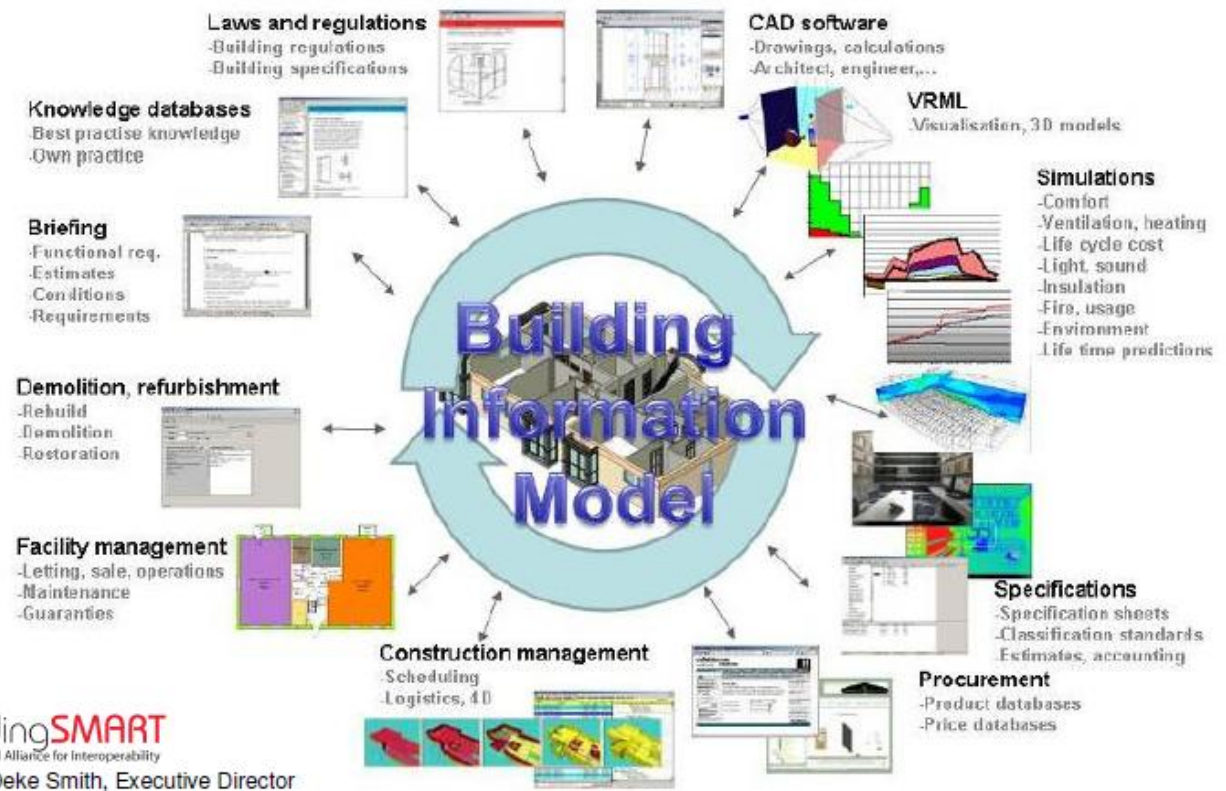 Laws and regulations
-Building regulations
-Building specifications
CAD software
-Drawings, calculations
-Architect, engineer,...
Knowledge databases
-Best practise knowledge
-Own practice
VRML
-Visualisation, 3D models
Simulations
-Comfort
-Ventilation, heating
-Life cycle cost
-Light, sound
-Insulation
-Fire, usage
-Environment
-Life time predictions
Briefing
-Functional req.
-Estimates
-Conditions
-Requirements
Building
Information
Model
Demolition, refurbishment
-Rebuild
-Demolition
-Restoration
Facility management
-Letting, sale, operations
-Maintenance
-Guaranties
Specifications
-Specification sheets
-Classification standards
-Estimates, accounting
Construction management
-Scheduling
-Logistics, 4D
Procurement
-Product databases
-Price databases
dingSMART
Alliance for Interoperability
Deke Smith, Executive Director